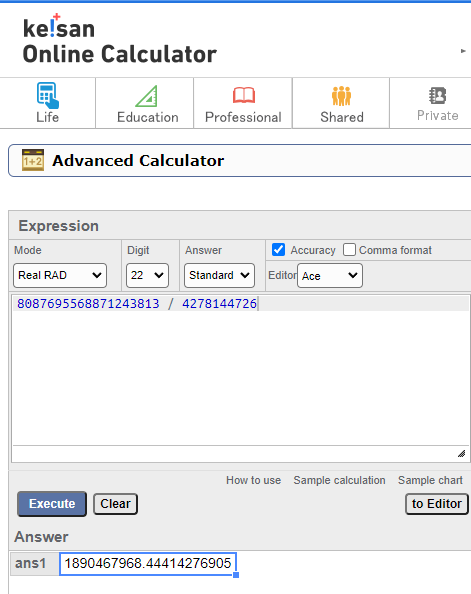 ke!san
Online Calculator
Life
Education
Professional
Shared
Private
1+2 Advanced Calculator
Expression
Mode Digit Answer Accuracy Comma format
Real RAD 22 Standard Editor Ace
8087695568871243813 / 4278144726
How to use Sample calculation Sample chart
Execute Clear to Editor
Answer
ans1 1890467968.44414276905